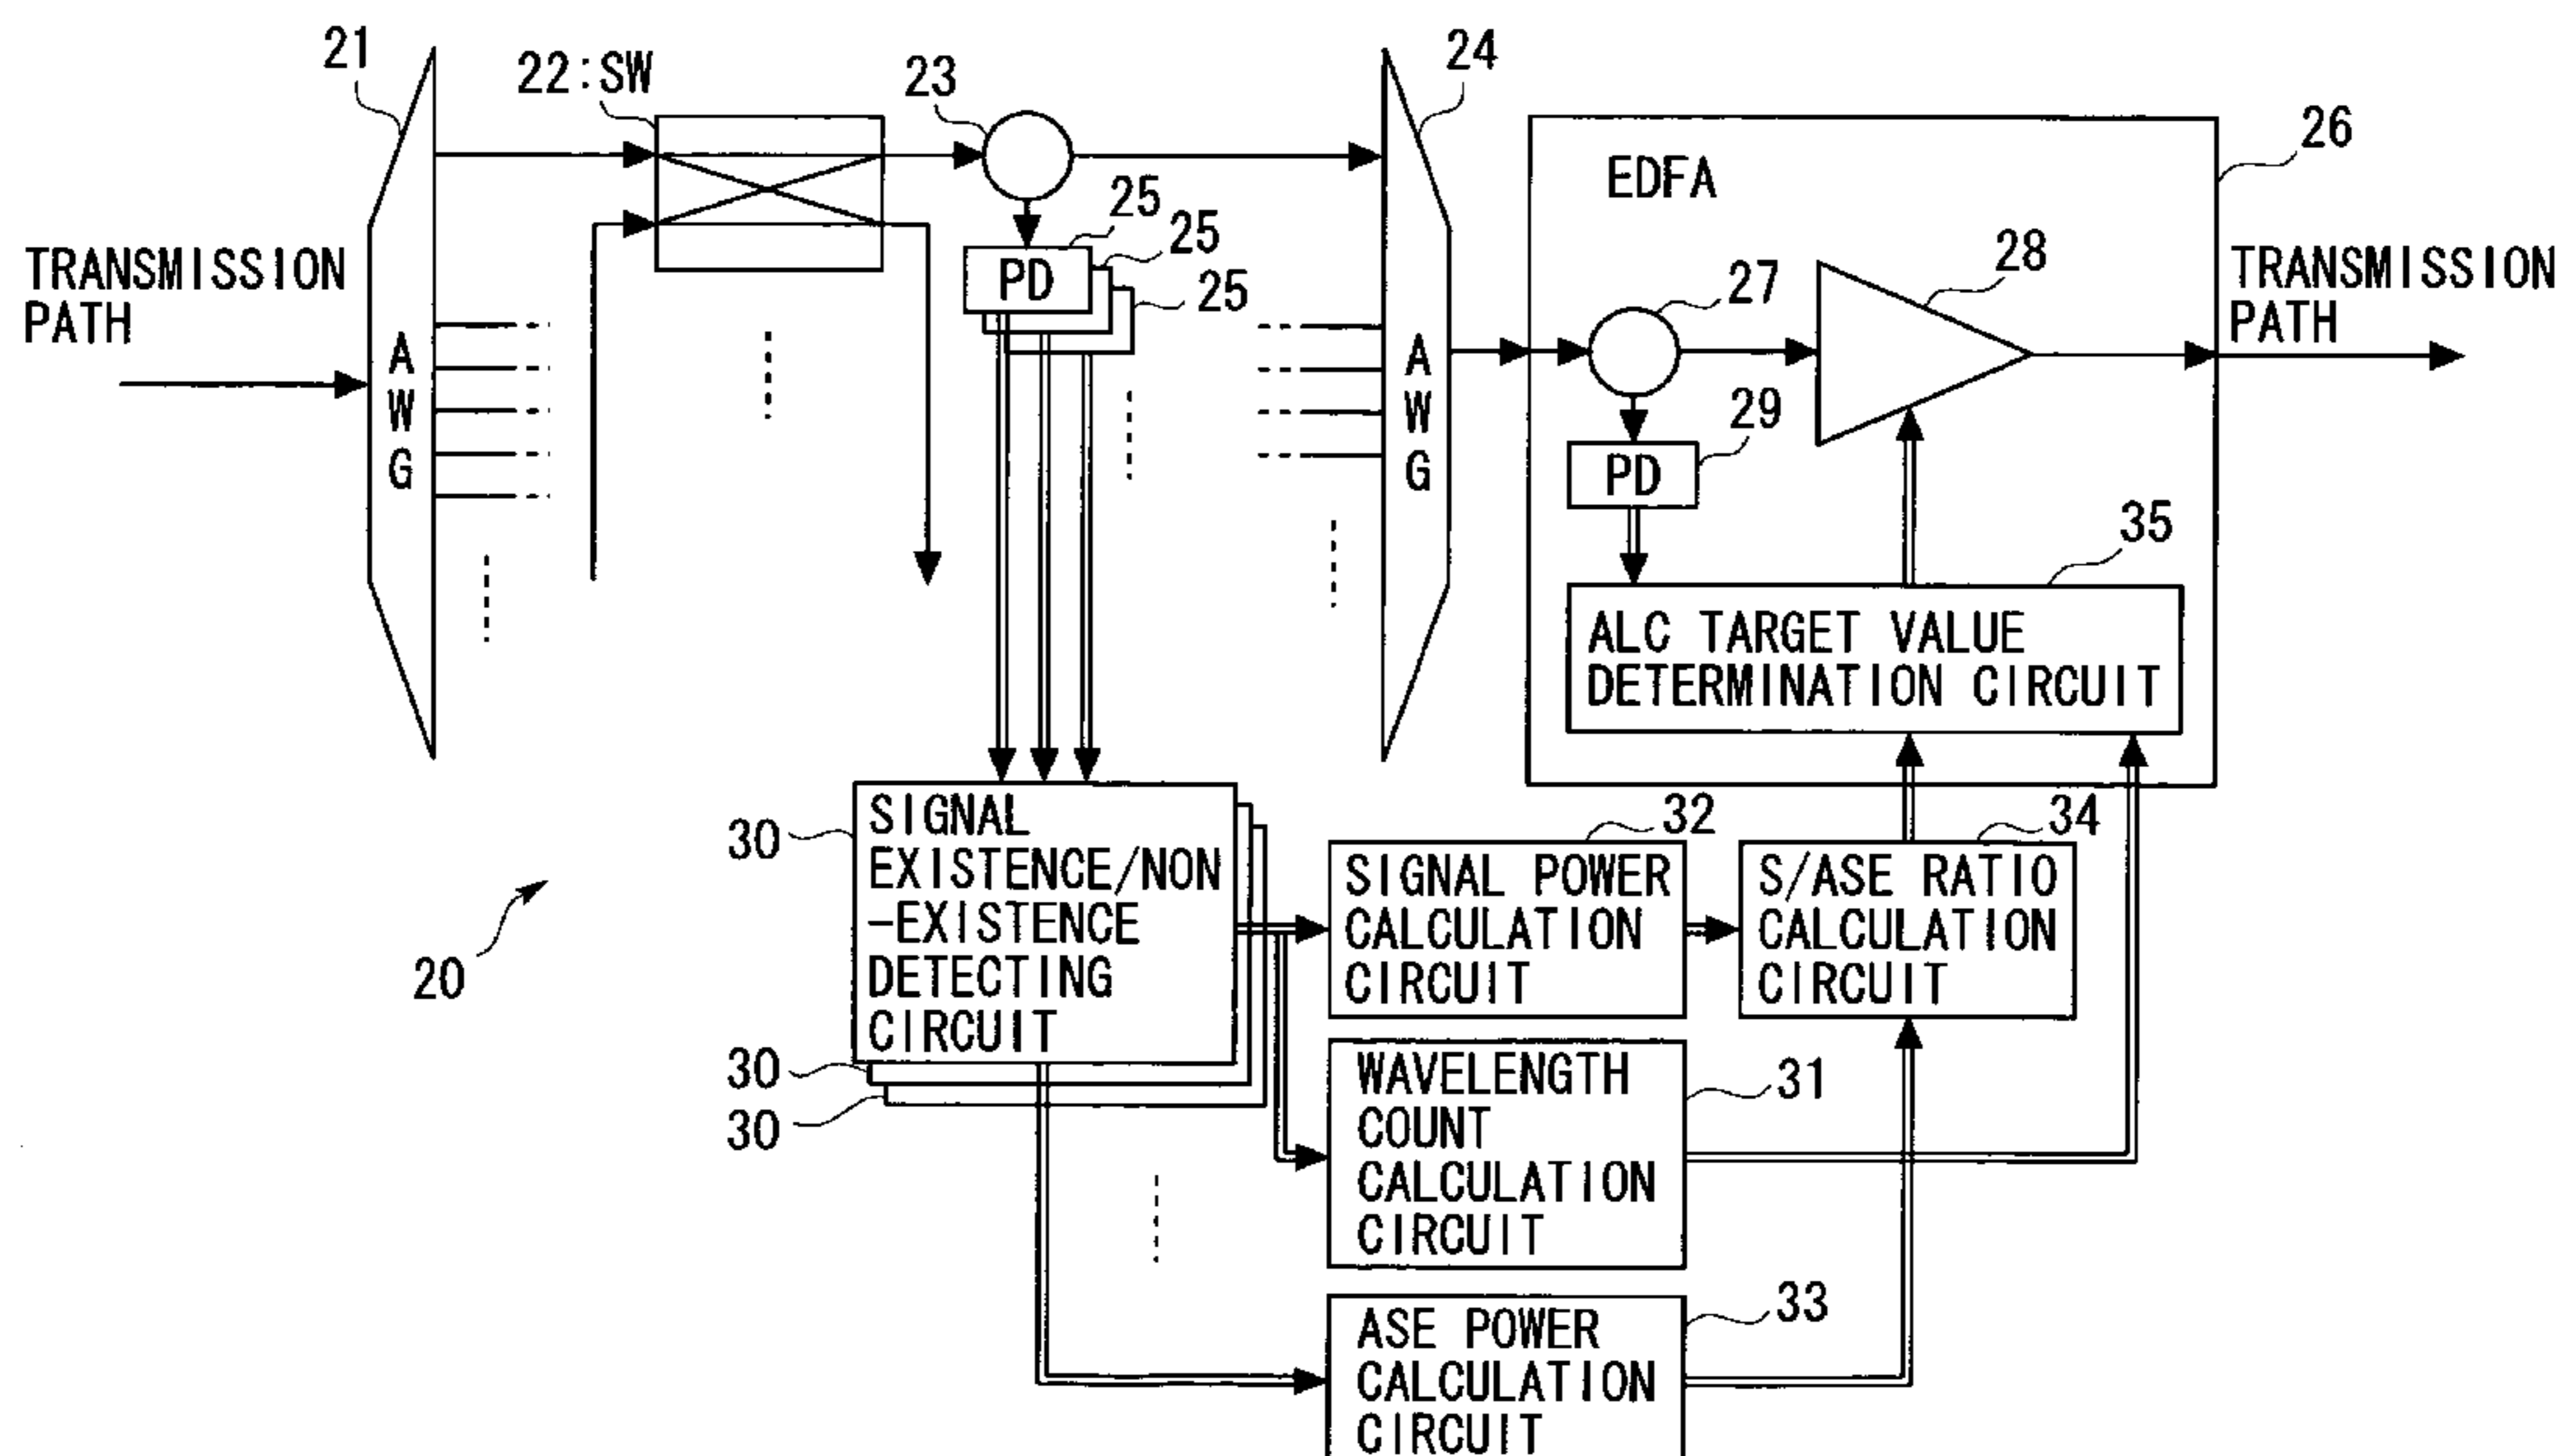 21
22:SW
23
24
26
EDFA
25
25
25
PD
TRANSMISSION
PATH
27
28
TRANSMISSION
PATH
A
W
G
A
W
G
29
PD
35
ALC TARGET VALUE
DETERMINATION CIRCUIT
30
SIGNAL
EXISTENCE/NON
-EXISTENCE
DETECTING
CIRCUIT
30
30
20
32
SIGNAL POWER
CALCULATION
CIRCUIT
34
S/ASE RATIO
CALCULATION
CIRCUIT
31
WAVELENGTH
COUNT
CALCULATION
CIRCUIT
33
ASE POWER
CALCULATION
CIRCUIT